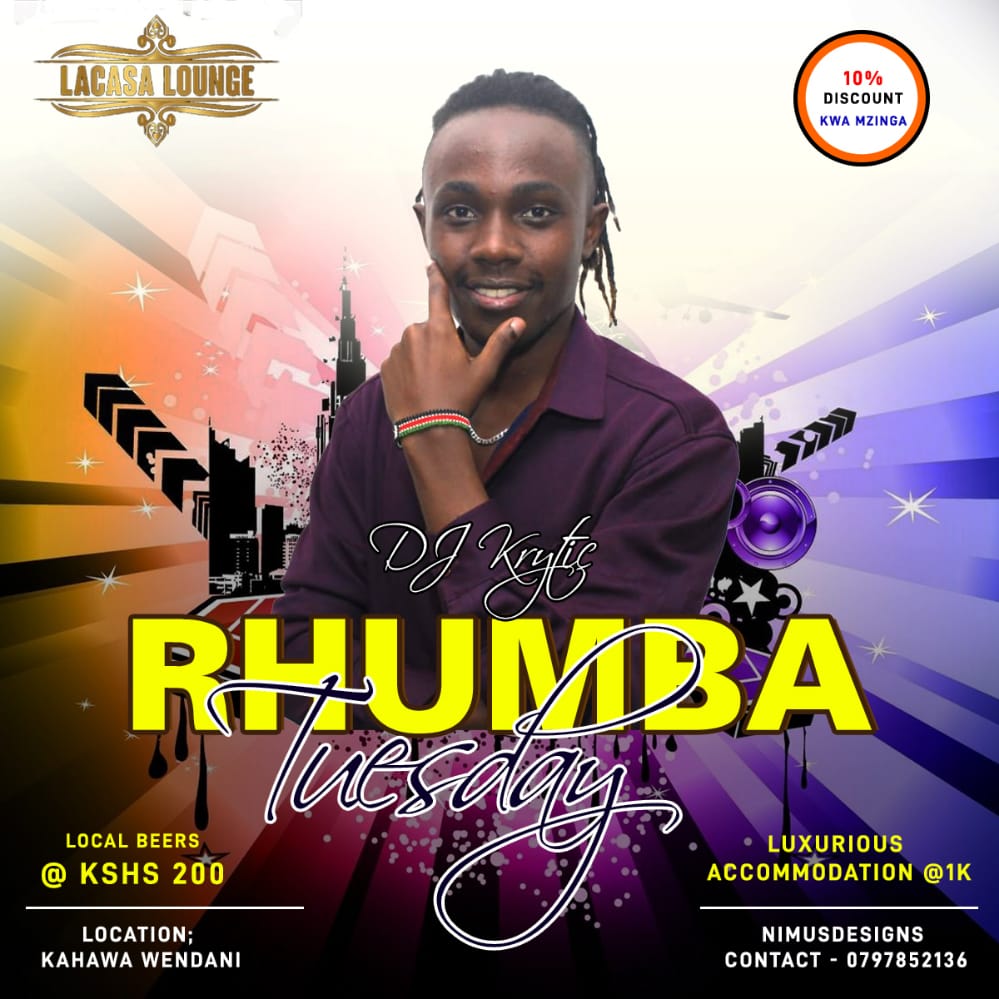 LACASA LOUNGE
10%
DISCOUNT
KWA MZINGA
DJ Krytic
RHUMBA
Tuesday
LOCAL BEERS
@ KSHS 200
LOCATION;
KAHAWA WENDANI
LUXURIOUS
ACCOMMODATION @1K
NIMUSDESIGNS
CONTACT - 0797852136